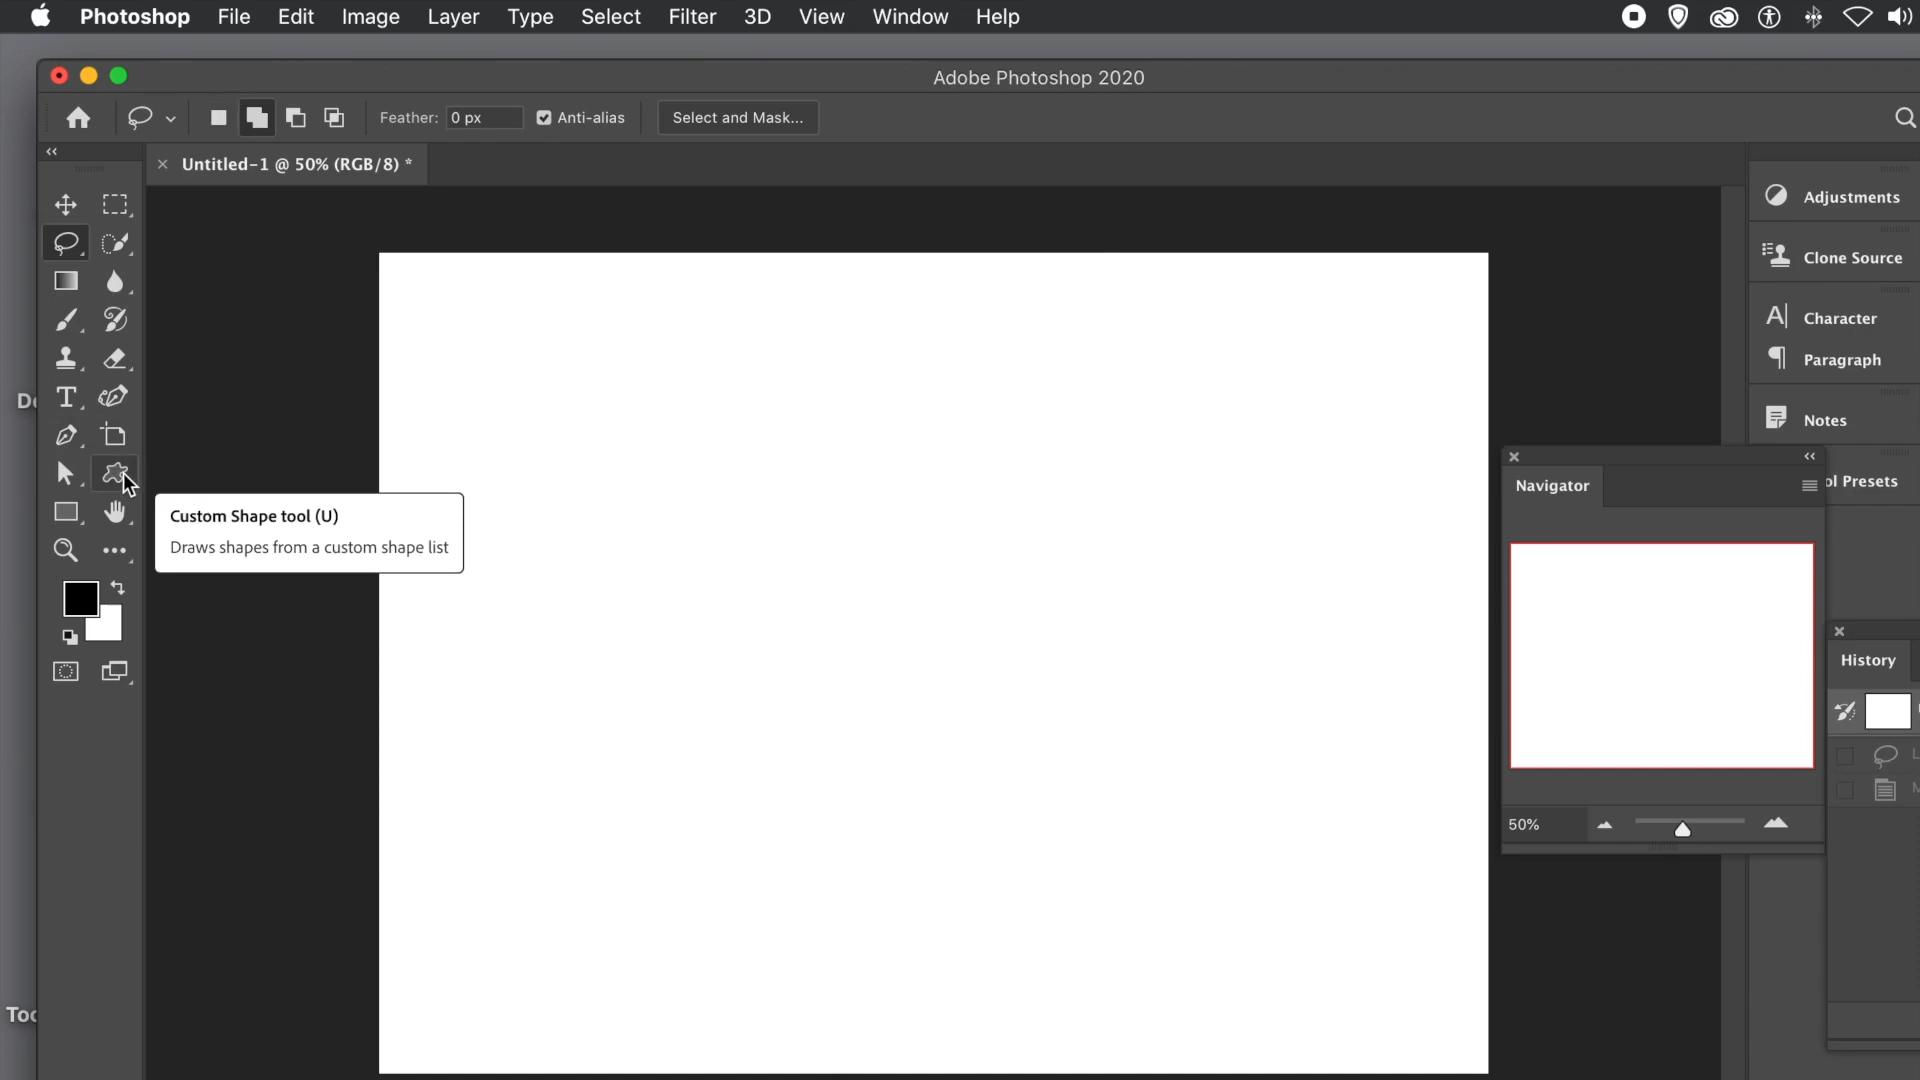 Photoshop File Edit Image Layer Type Select Filter 3D View Window Help
Adobe Photoshop 2020
Feather: 0 px Anti-alias Select and Mask...
Untitled-1 @ 50% (RGB/8) *
Adjustments
Clone Source
Character
Paragraph
Notes
ol Presets
Navigator
Custom Shape tool (U)
Draws shapes from a custom shape list
History
50%